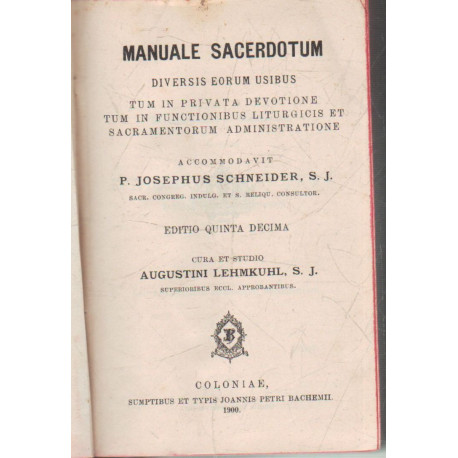 MANUALE SACERDOTUM
DIVERSIS EORUM USIBUS
TUM IN PRIVATA DEVOTIONE
TUM IN FUNCTIONIBUS LITURGICIS ET
SACRAMENTORUM ADMINISTRATIONE
ACCOMMODAVIT
P. JOSEPHUS SCHNEIDER, S. J.
SACR. CONGREG. INDULG. ET S. RELIQU. CONSULTOR.
EDITIO QUINTA DECIMA
CURA ET STUDIO
AUGUSTINI LEHMKUHL, S. J.
SUPERIORIBUS ECCL. APPROBANTIBUS.
COLONIAE,
SUMPTIBUS ET TYPIS JOANNIS PETRI BACHEMII.
1900.